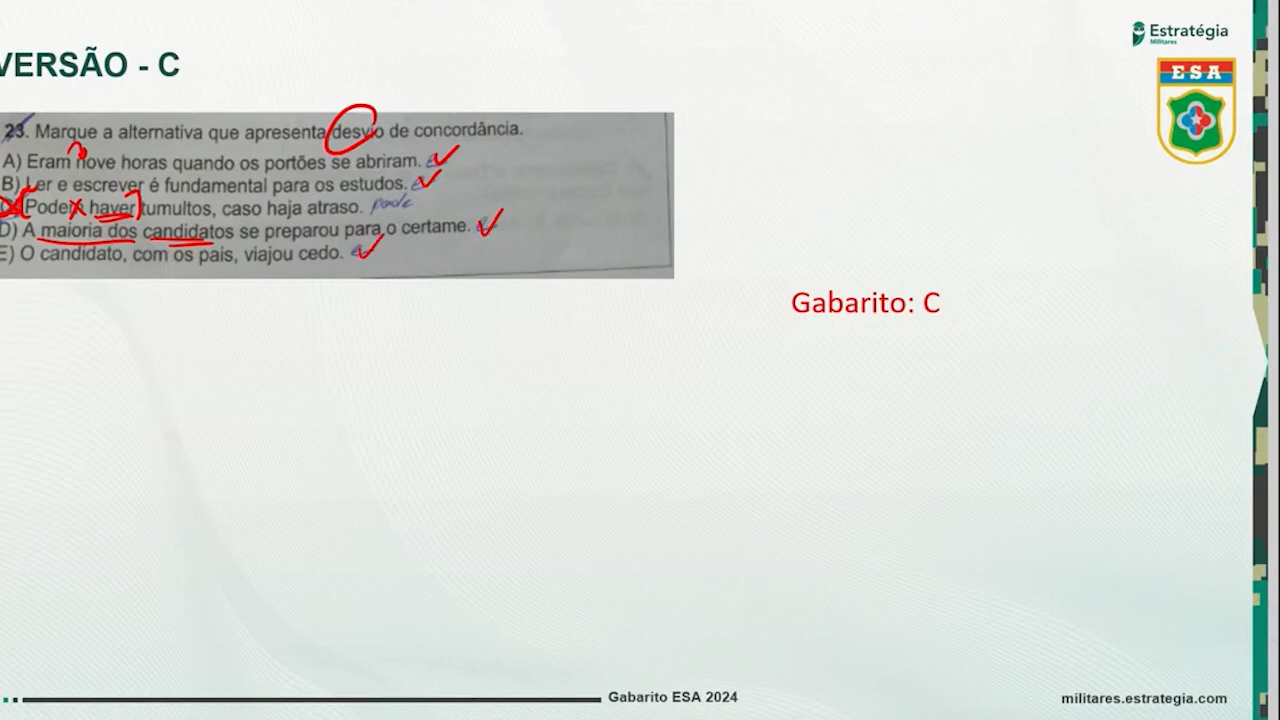 Estratégia
Militares
VERSÃO - C
ESA
23. Marque a alternativa que apresenta desvio de concordância.
A) Eram nove horas quando os portões se abriram.
B) Ler e escrever é fundamental para os estudos.
Podem haver tumultos, caso haja atraso. pode
D) A maioria dos candidatos se preparou para o certame.
E) O candidato, com os pais, viajou cedo.
Gabarito: C
Gabarito ESA 2024
militares.estrategia.com